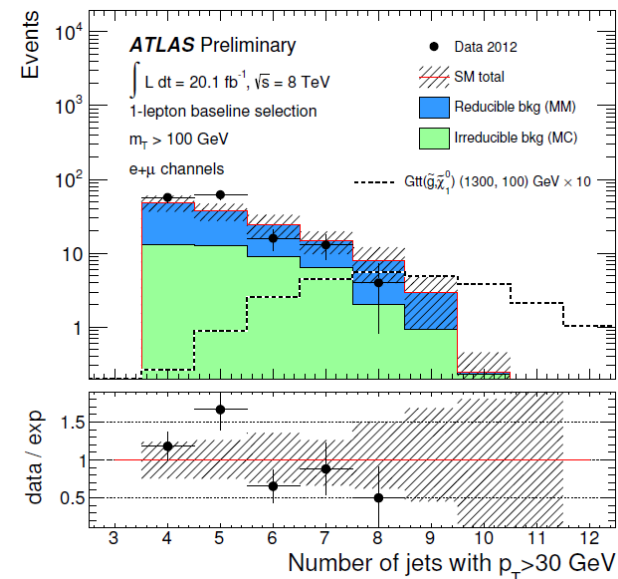 Events
10⁴
10³
10²
10
1
ATLAS Preliminary
∫ L dt = 20.1 fb⁻¹, √s = 8 TeV
1-lepton baseline selection
m_T > 100 GeV
e+μ channels
Data 2012
SM total
Reducible bkg (MM)
Irreducible bkg (MC)
Gtt(g̃,χ̃₁⁰) (1300, 100) GeV × 10
data / exp
1.5
1
0.5
3 4 5 6 7 8 9 10 11 12
Number of jets with p_T>30 GeV